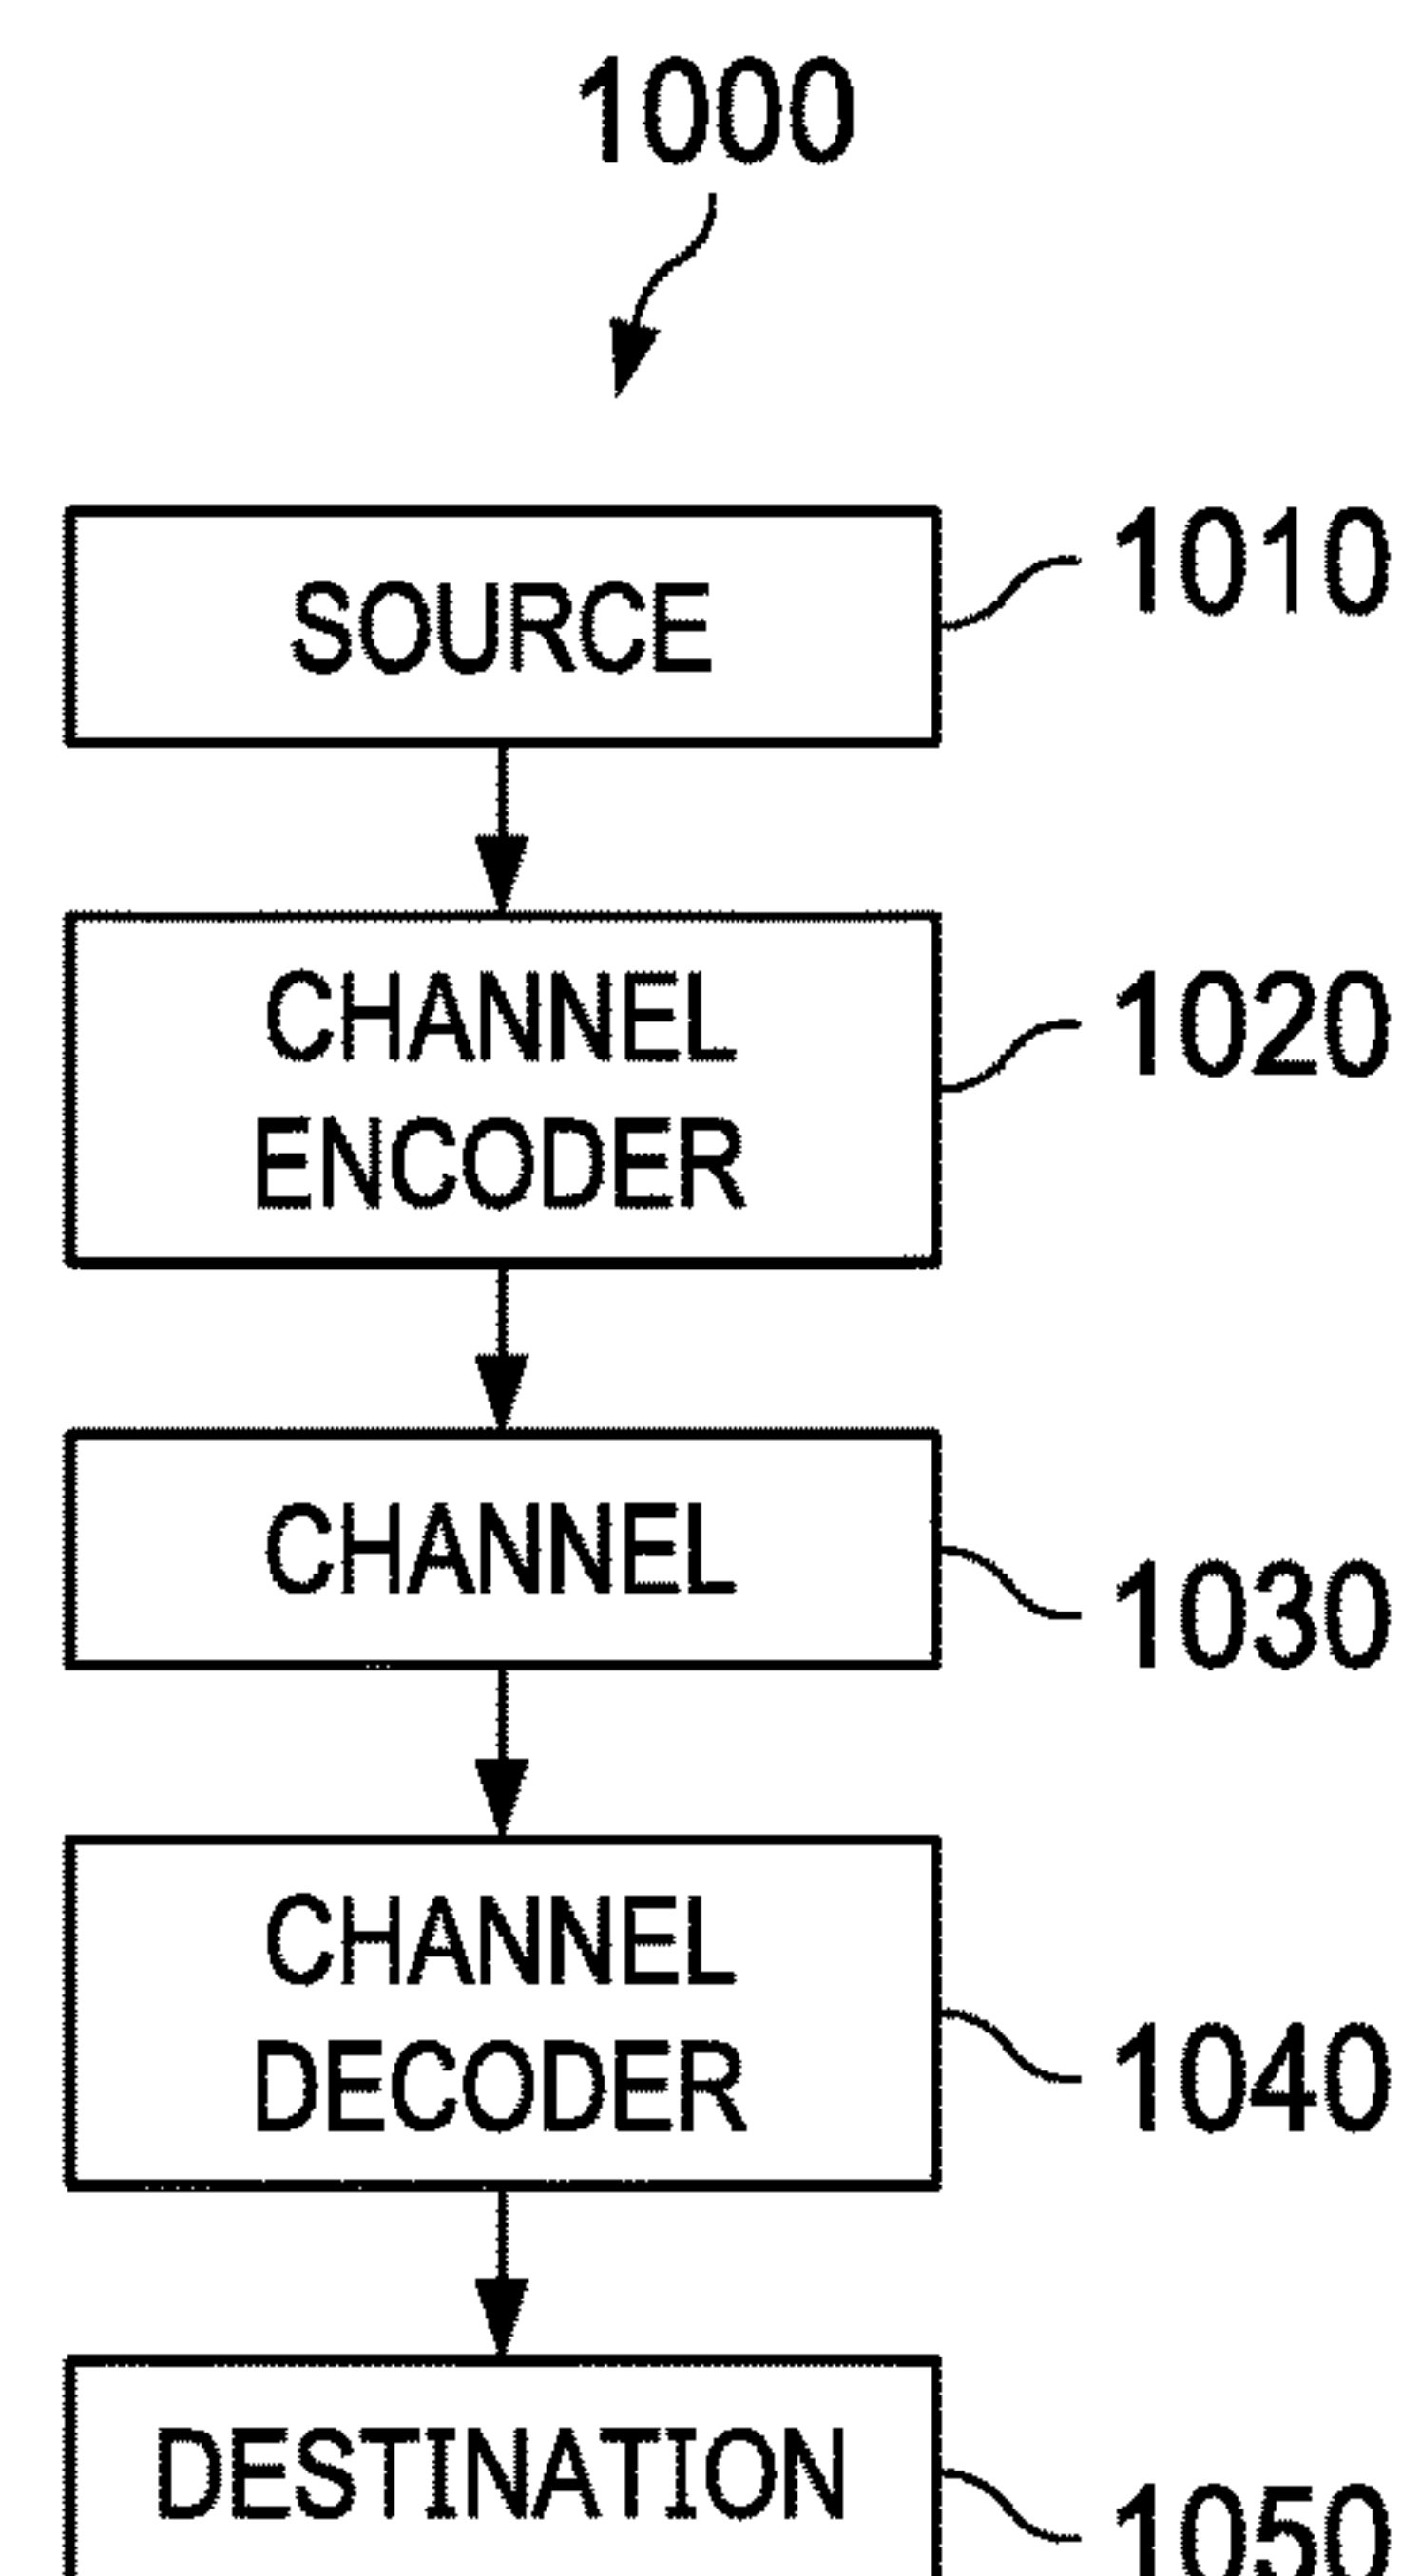 1000
SOURCE
1010
CHANNEL
ENCODER
1020
CHANNEL
1030
CHANNEL
DECODER
1040
DESTINATION
1050